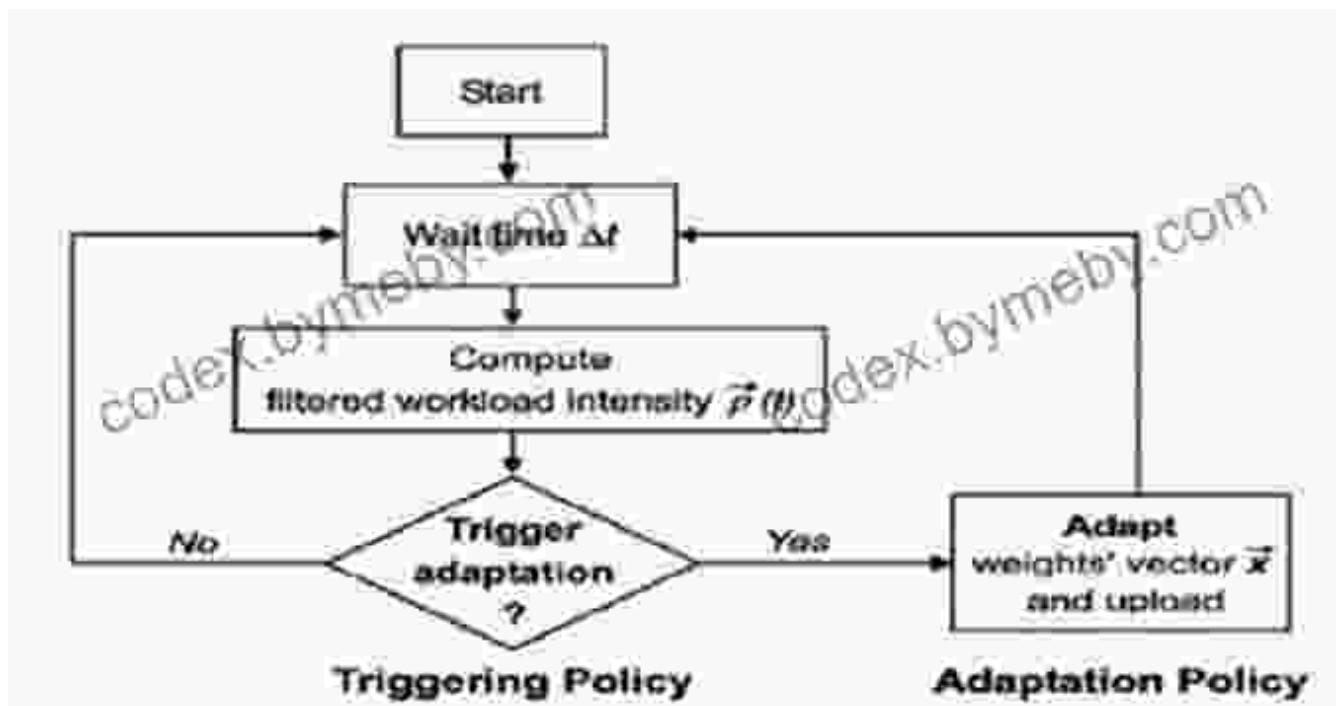 Start
Wait time Δt
codex.bymeby.com
codex.bymeby.com
Compute
filtered workload intensity ρ⃗ (t)
Trigger
adaptation
?
No
Yes
Adapt
weights' vector x⃗
and upload
Triggering Policy
Adaptation Policy